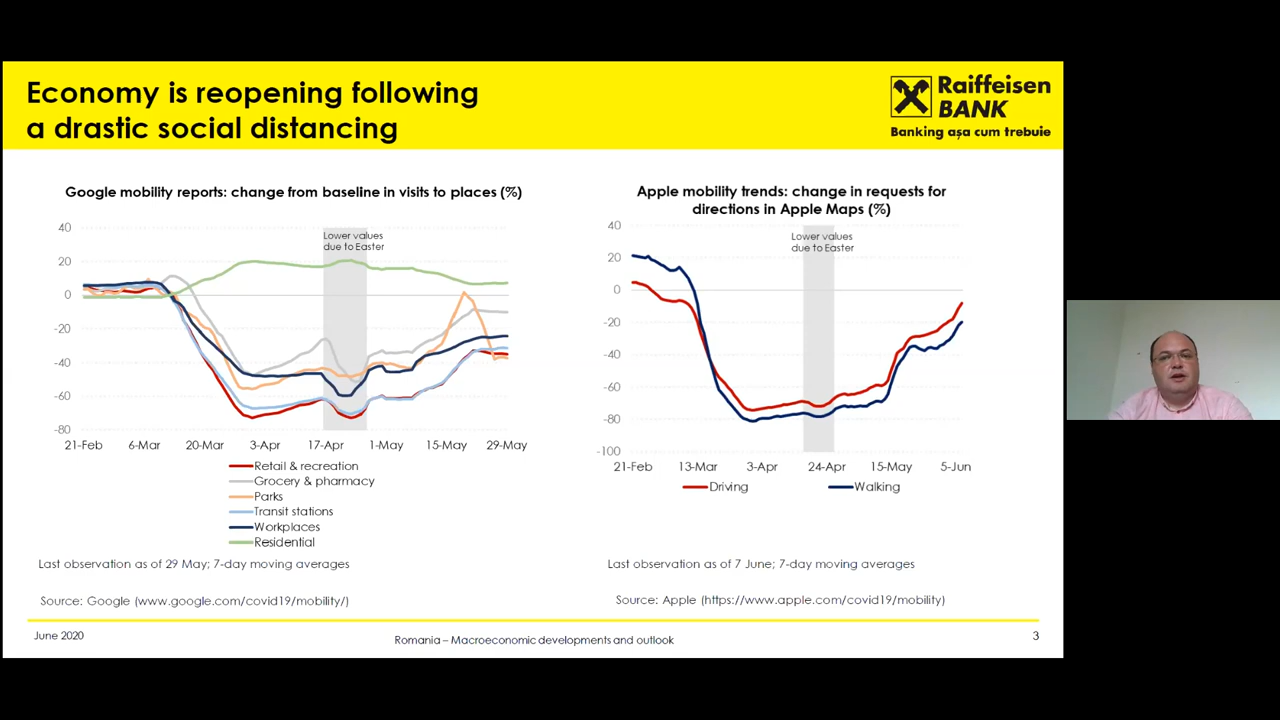 Economy is reopening following
a drastic social distancing
Raiffeisen
BANK
Banking așa cum trebuie
Google mobility reports: change from baseline in visits to places (%)
40
20
0
-20
-40
-60
-80
Lower values
due to Easter
21-Feb 6-Mar 20-Mar 3-Apr 17-Apr 1-May 15-May 29-May
Retail & recreation
Grocery & pharmacy
Parks
Transit stations
Workplaces
Residential
Last observation as of 29 May; 7-day moving averages
Source: Google (www.google.com/covid19/mobility/)
Apple mobility trends: change in requests for
directions in Apple Maps (%)
40
20
0
-20
-40
-60
-80
-100
Lower values
due to Easter
21-Feb 13-Mar 3-Apr 24-Apr 15-May 5-Jun
Driving Walking
Last observation as of 7 June; 7-day moving averages
Source: Apple (https://www.apple.com/covid19/mobility)
June 2020
Romania – Macroeconomic developments and outlook
3